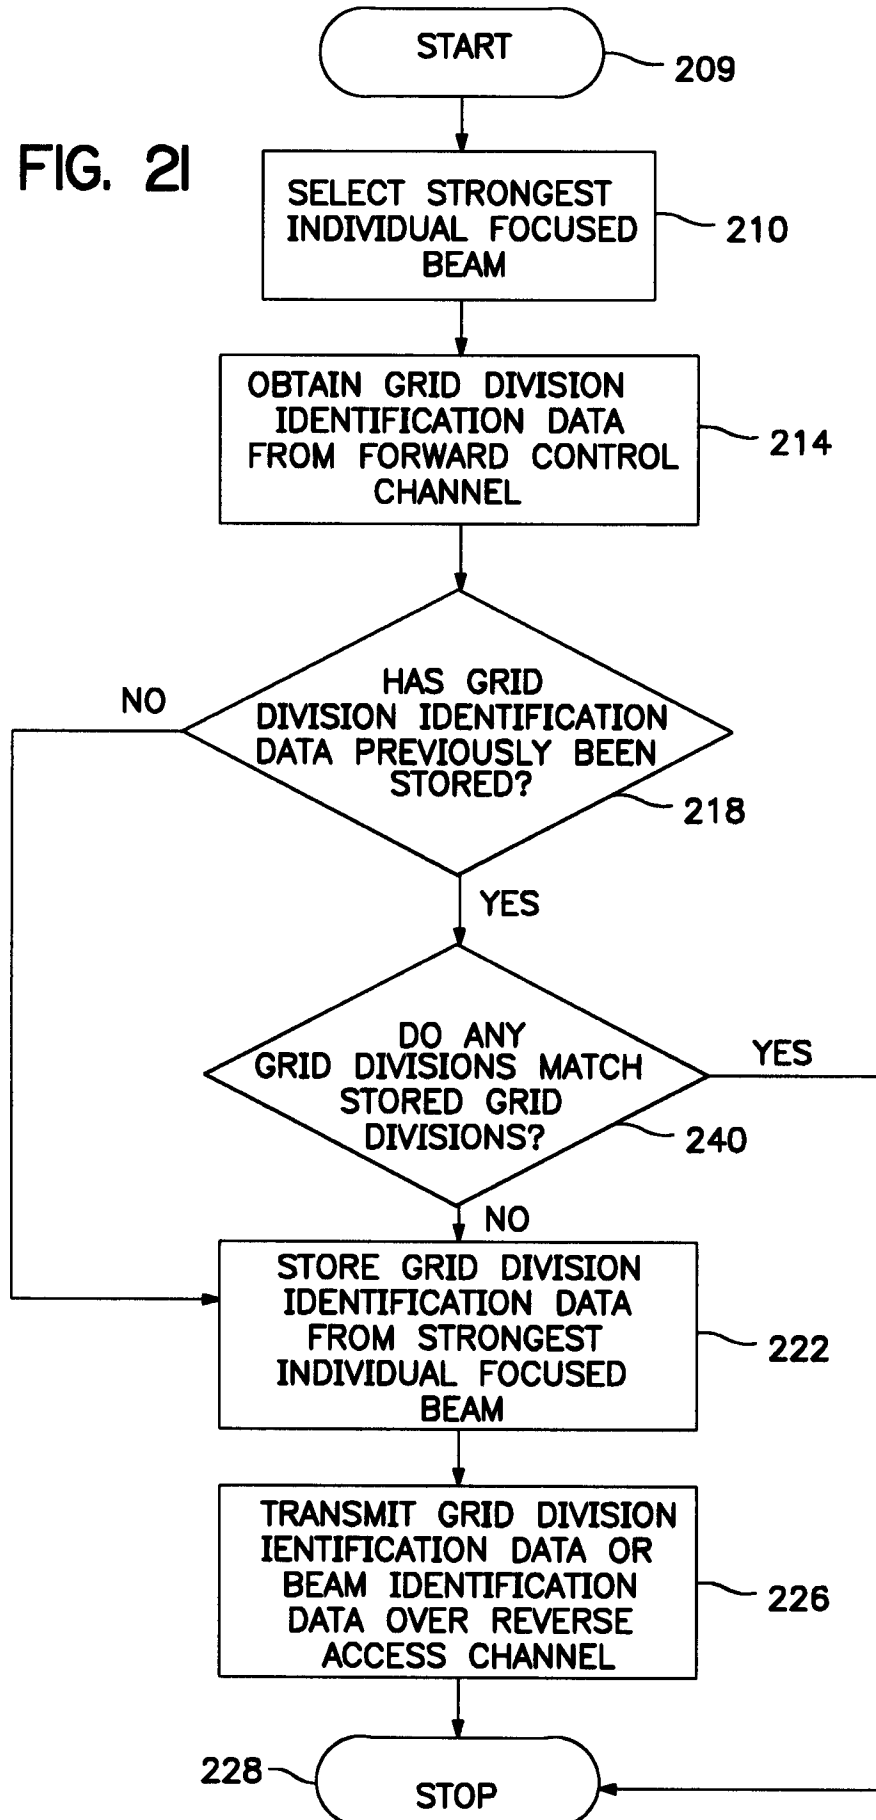 START
209
FIG. 21
SELECT STRONGEST
INDIVIDUAL FOCUSED
BEAM
210
OBTAIN GRID DIVISION
IDENTIFICATION DATA
FROM FORWARD CONTROL
CHANNEL
214
NO
HAS GRID
DIVISION IDENTIFICATION
DATA PREVIOUSLY BEEN
STORED?
218
YES
DO ANY
GRID DIVISIONS MATCH
STORED GRID
DIVISIONS?
YES
240
NO
STORE GRID DIVISION
IDENTIFICATION DATA
FROM STRONGEST
INDIVIDUAL FOCUSED
BEAM
222
TRANSMIT GRID DIVISION
IENTIFICATION DATA OR
BEAM IDENTIFICATION
DATA OVER REVERSE
ACCESS CHANNEL
226
228
STOP